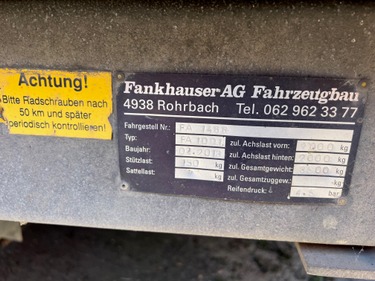 Achtung!
Bitte Radschrauben nach
50 km und später
periodisch kontrollieren!
Fankhauser AG Fahrzeugbau
4938 Rohrbach Tel. 062 962 33 77
Fahrgestell Nr.
Typ:
Baujahr:
Stützlast: kg
Sattellast: kg
zul. Achslast vorn: kg
zul. Achslast hinten: kg
zul. Gesamtgewicht: kg
zul. Gesamtzuggew.: kg
Reifendruck: bar